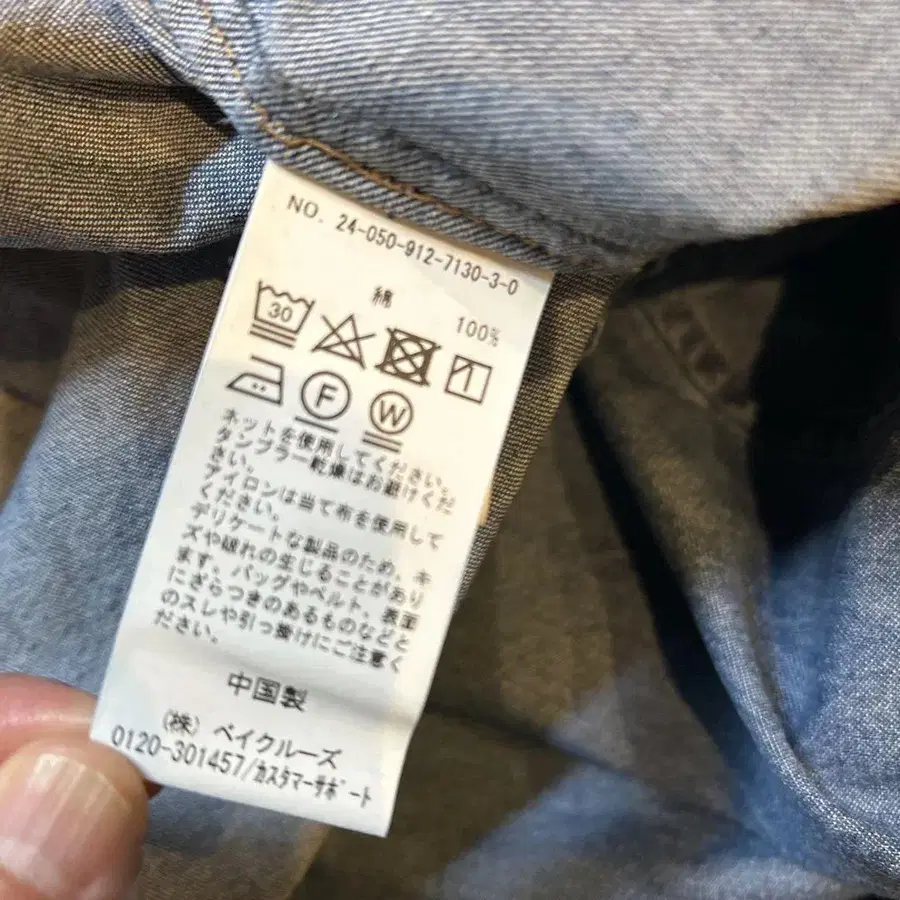 NO. 24-050-912-7130-3-0
綿 100%
30
F W
ネットを使用してください。
タンブラー乾燥はお避けくだ
さい。
アイロンは当て布を使用して
ください。
デリケートな製品のため、キ
ズや破れの生じることがあり
ます。バッグやベルト、表面
にざらつきのあるものなどと
のスレや引っ掛けにご注意く
ださい。
中国製
(株) ベイクルーズ
0120-301457/カスタマーサポート